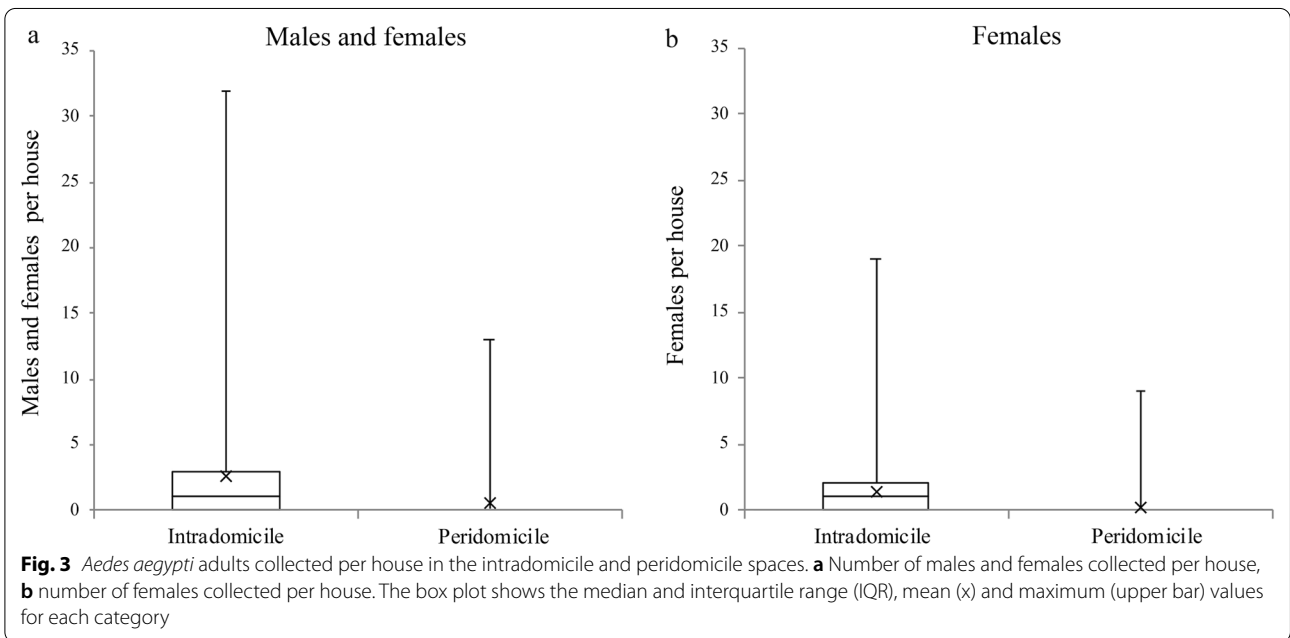 a
Males and females
35
30
25
20
15
10
5
0
Males and females per house
Intradomicile Peridomicile
b
Females
35
30
25
20
15
10
5
0
Females per house
Intradomicile Peridomicile
Fig. 3 Aedes aegypti adults collected per house in the intradomicile and peridomicile spaces. a Number of males and females collected per house,
b number of females collected per house. The box plot shows the median and interquartile range (IQR), mean (x) and maximum (upper bar) values
for each category